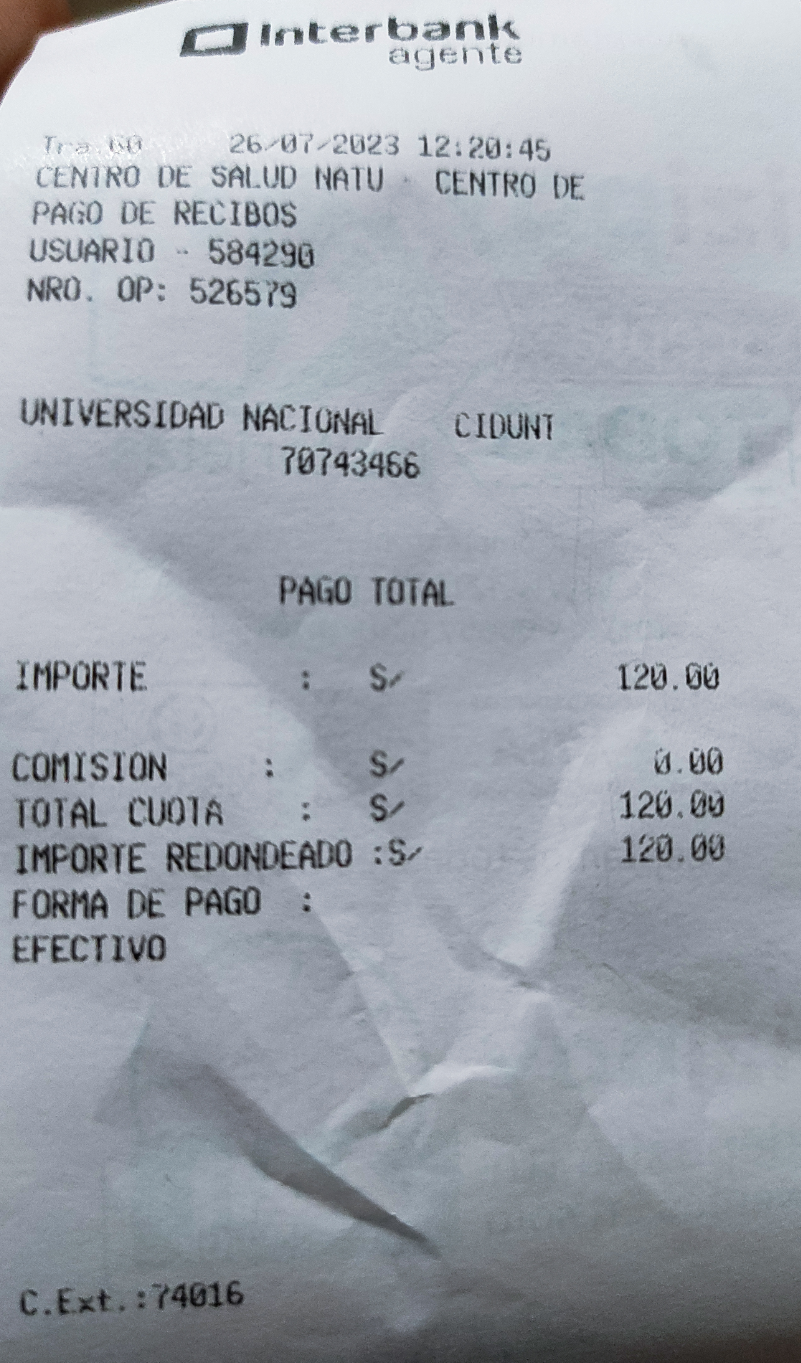 Interbank
agente
Tra.60 26/07/2023 12:20:45
CENTRO DE SALUD NATU - CENTRO DE
PAGO DE RECIBOS
USUARIO - 584290
NRO. OP: 526579
UNIVERSIDAD NACIONAL CIDUNT
70743466
PAGO TOTAL
IMPORTE : S/ 120.00
COMISION : S/ 0.00
TOTAL CUOTA : S/ 120.00
IMPORTE REDONDEADO :S/ 120.00
FORMA DE PAGO :
EFECTIVO
C.Ext.:74016